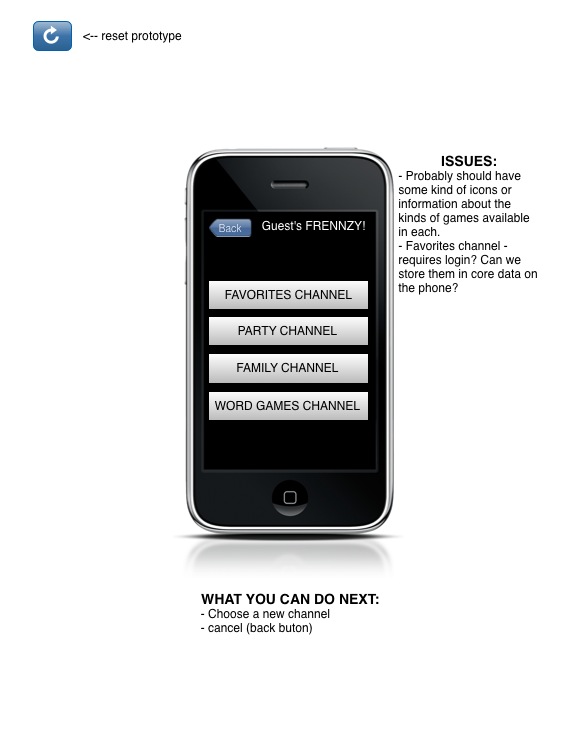 <-- reset prototype
ISSUES:
- Probably should have
some kind of icons or
information about the
kinds of games available
in each.
- Favorites channel -
requires login? Can we
store them in core data on
the phone?
Back
Guest's FRENNZY!
FAVORITES CHANNEL
PARTY CHANNEL
FAMILY CHANNEL
WORD GAMES CHANNEL
WHAT YOU CAN DO NEXT:
- Choose a new channel
- cancel (back buton)